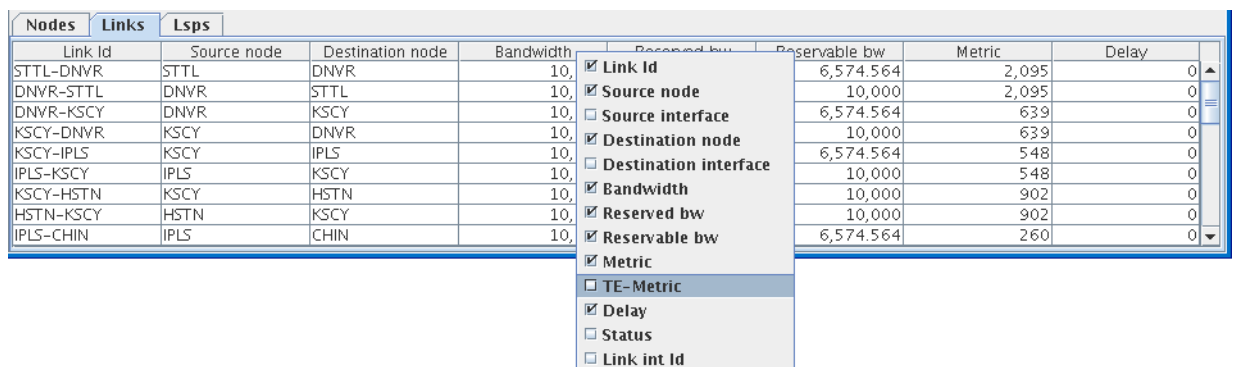 Nodes Links Lsps
Link Id Source node Destination node Bandwidth Reserved bw Reservable bw Metric Delay
STTL-DNVR STTL DNVR 10, 6,574.564 2,095 0
DNVR-STTL DNVR STTL 10, 10,000 2,095 0
DNVR-KSCY DNVR KSCY 10, 6,574.564 639 0
KSCY-DNVR KSCY DNVR 10, 10,000 639 0
KSCY-IPLS KSCY IPLS 10, 6,574.564 548 0
IPLS-KSCY IPLS KSCY 10, 10,000 548 0
KSCY-HSTN KSCY HSTN 10, 10,000 902 0
HSTN-KSCY HSTN KSCY 10, 10,000 902 0
IPLS-CHIN IPLS CHIN 10, 6,574.564 260 0
Link Id
Source node
Source interface
Destination node
Destination interface
Bandwidth
Reserved bw
Reservable bw
Metric
TE-Metric
Delay
Status
Link int Id